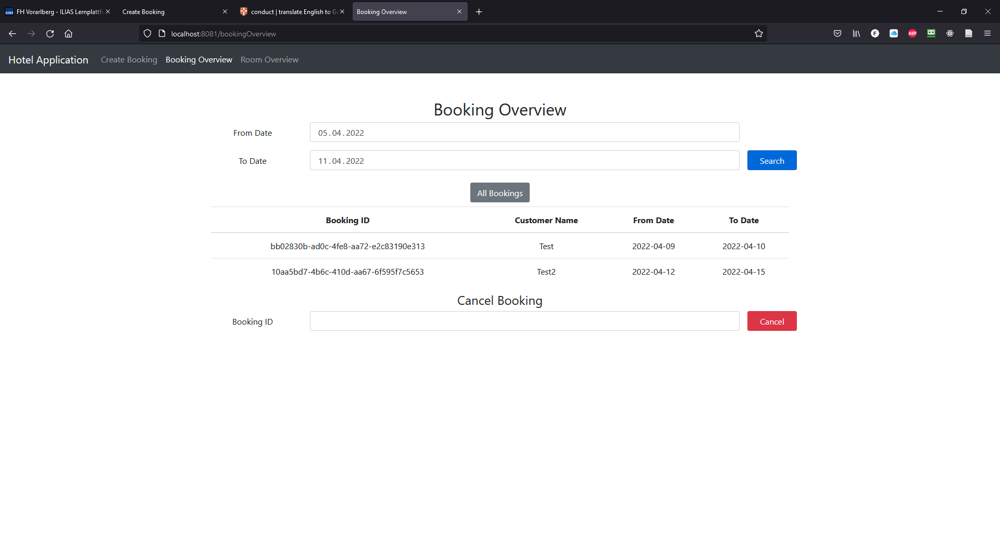 FH Vorarlberg - ILIAS Lernplattfo
Create Booking
conduct | translate English to Ge
Booking Overview
localhost:8081/bookingOverview
Hotel Application Create Booking Booking Overview Room Overview
Booking Overview
From Date 05.04.2022
To Date 11.04.2022 Search
All Bookings
Booking ID Customer Name From Date To Date
bb02830b-ad0c-4fe8-aa72-e2c83190e313 Test 2022-04-09 2022-04-10
10aa5bd7-4b6c-410d-aa67-6f595f7c5653 Test2 2022-04-12 2022-04-15
Cancel Booking
Booking ID Cancel